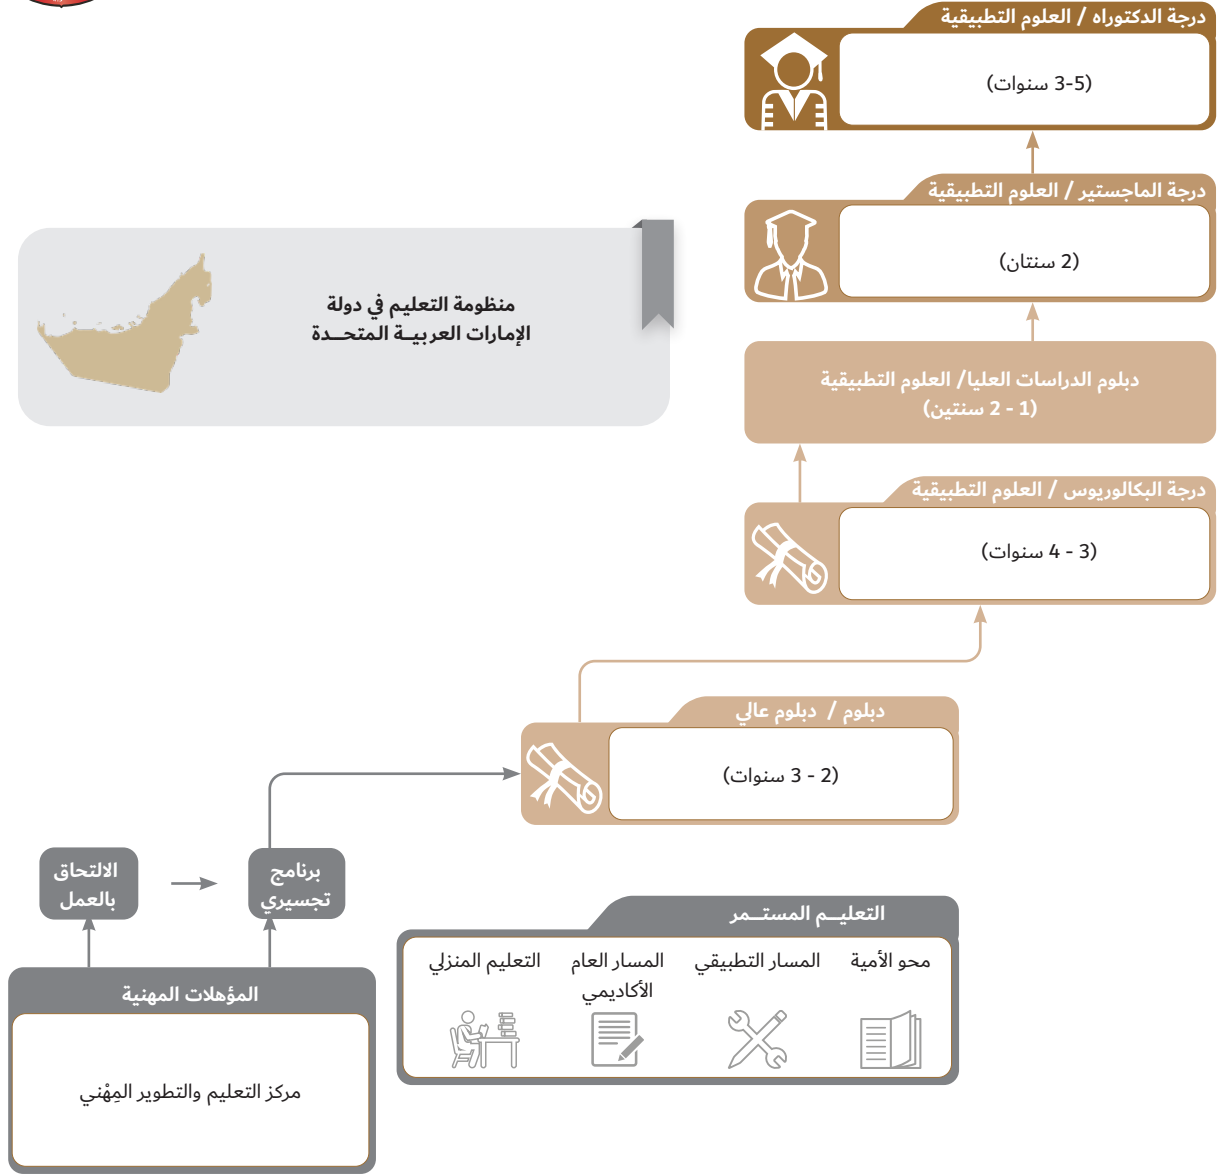 درجة الدكتوراه / العلوم التطبيقية
(3-5 سنوات)
درجة الماجستير / العلوم التطبيقية
(2 سنتان)
منظومة التعليم في دولة
الإمارات العربيــة المتحــدة
دبلوم الدراسات العليا/ العلوم التطبيقية
(1 - 2 سنتين)
درجة البكالوريوس / العلوم التطبيقية
(3 - 4 سنوات)
دبلوم / دبلوم عالي
(2 - 3 سنوات)
برنامج
تجسيري
الالتحاق
بالعمل
التعليــم المستــمر
محو الأمية
المسار التطبيقي
المسار العام
الأكاديمي
التعليم المنزلي
المؤهلات المهنية
مركز التعليم والتطوير المِهْني